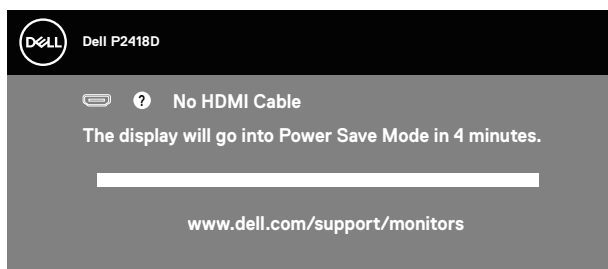 DELL
Dell P2418D
? No HDMI Cable
The display will go into Power Save Mode in 4 minutes.
www.dell.com/support/monitors